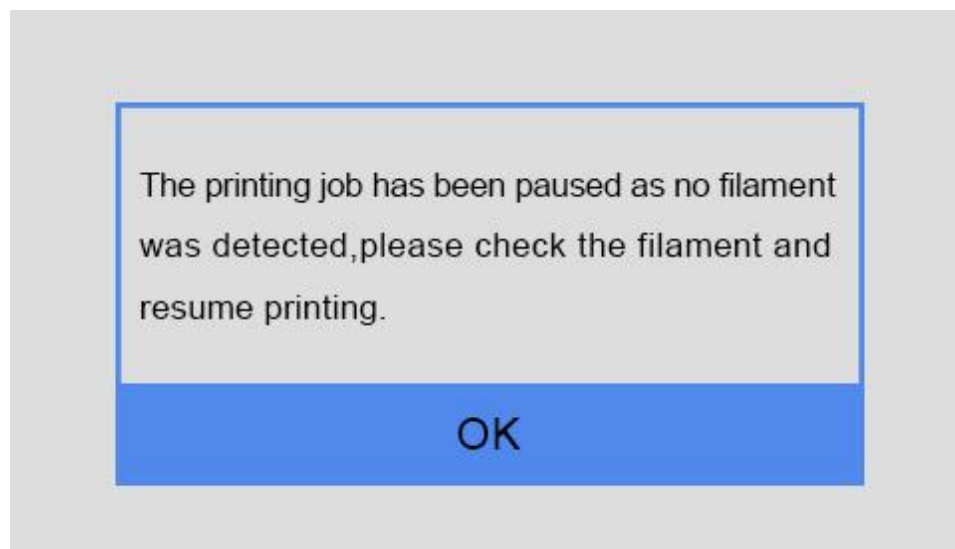 The printing job has been paused as no filament
was detected,please check the filament and
resume printing.
OK